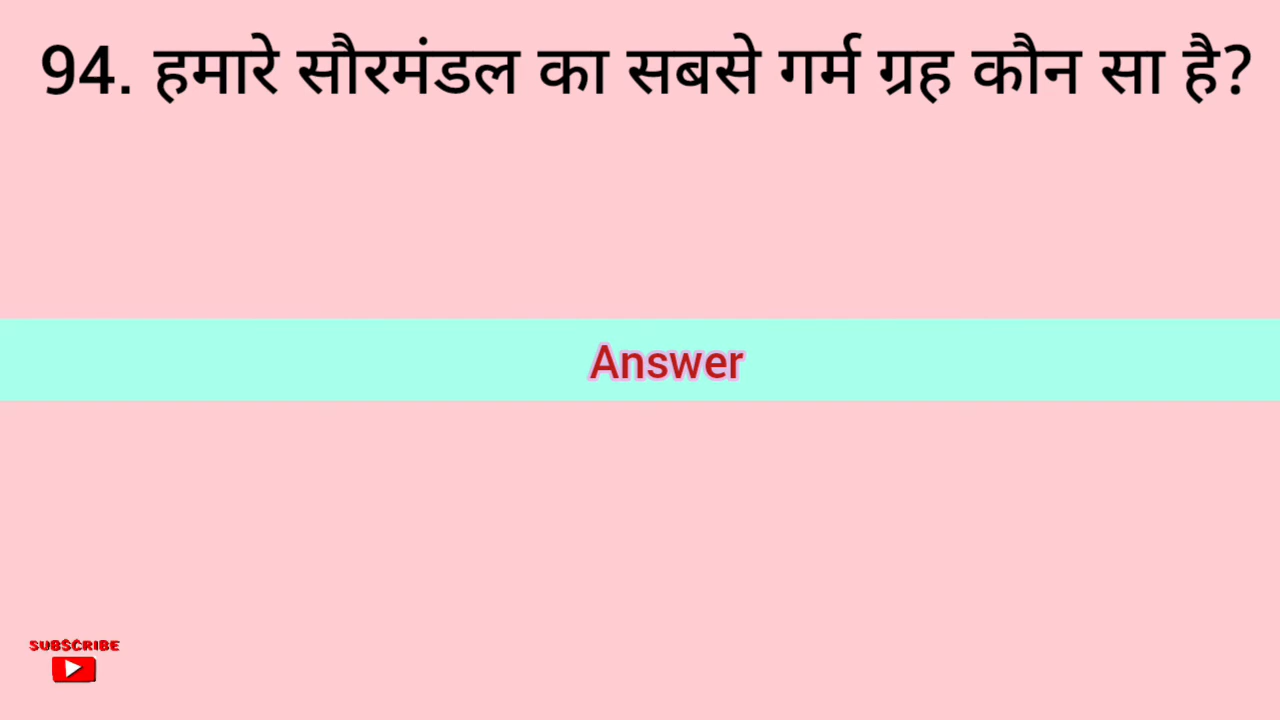 94. हमारे सौरमंडल का सबसे गर्म ग्रह कौन सा है?
Answer
SUBSCRIBE